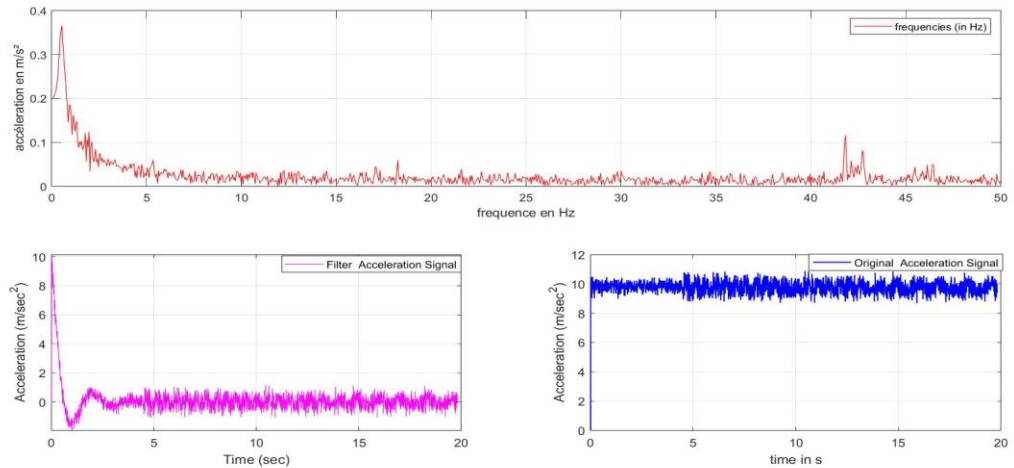 accéleration en m/s²
0.4
0.3
0.2
0.1
0
frequencies (in Hz)
0 5 10 15 20 25 30 35 40 45 50
frequence en Hz
Acceleration (m/sec²)
10
8
6
4
2
0
Filter Acceleration Signal
0 5 10 15 20
Time (sec)
Acceleration (m/sec²)
12
10
8
6
4
2
0
Original Acceleration Signal
0 5 10 15 20
time in s